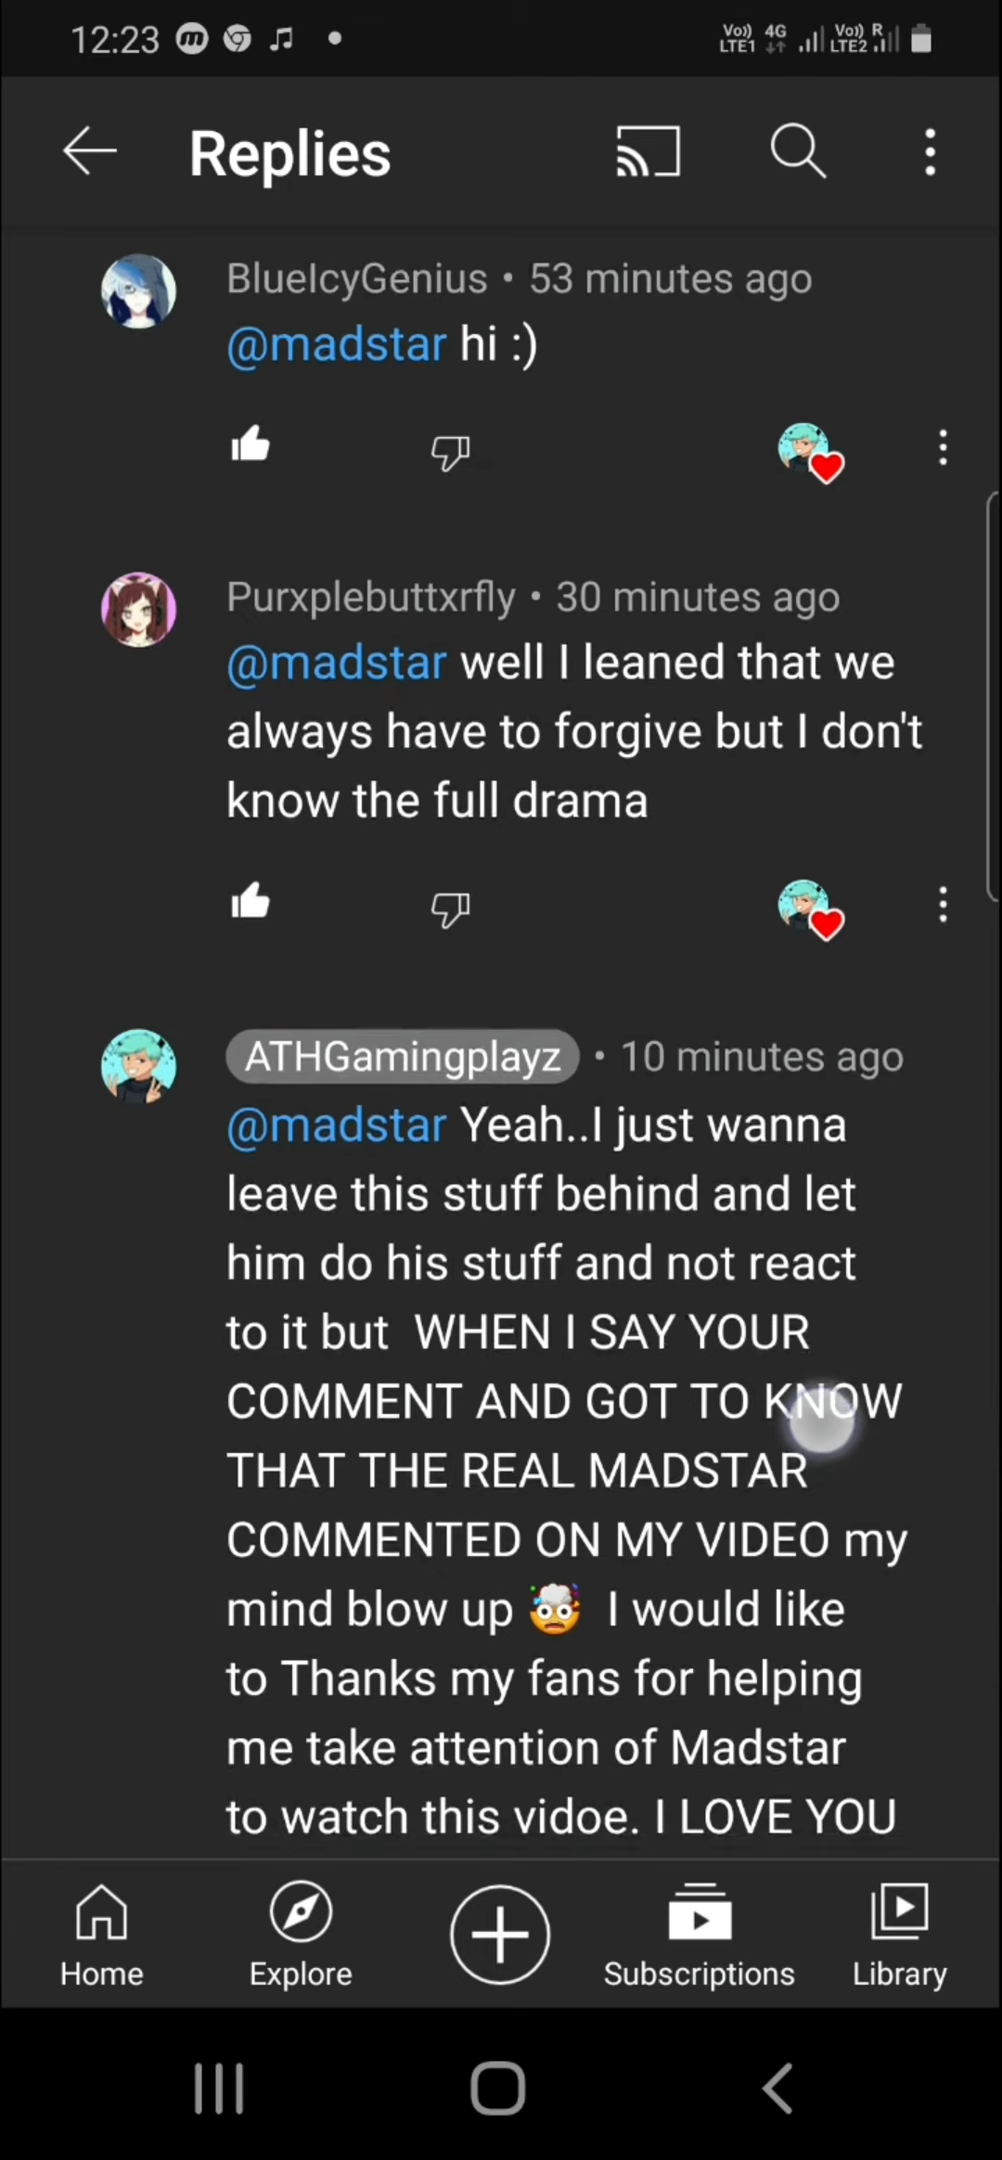 12:23
Vo)) LTE1 4G Vo)) LTE2 R
Replies
BlueIcyGenius • 53 minutes ago
@madstar hi :)
Purxplebuttxrfly • 30 minutes ago
@madstar well I leaned that we
always have to forgive but I don't
know the full drama
ATHGamingplayz • 10 minutes ago
@madstar Yeah..I just wanna
leave this stuff behind and let
him do his stuff and not react
to it but WHEN I SAY YOUR
COMMENT AND GOT TO KNOW
THAT THE REAL MADSTAR
COMMENTED ON MY VIDEO my
mind blow up 🤯 I would like
to Thanks my fans for helping
me take attention of Madstar
to watch this vidoe. I LOVE YOU
Home Explore Subscriptions Library